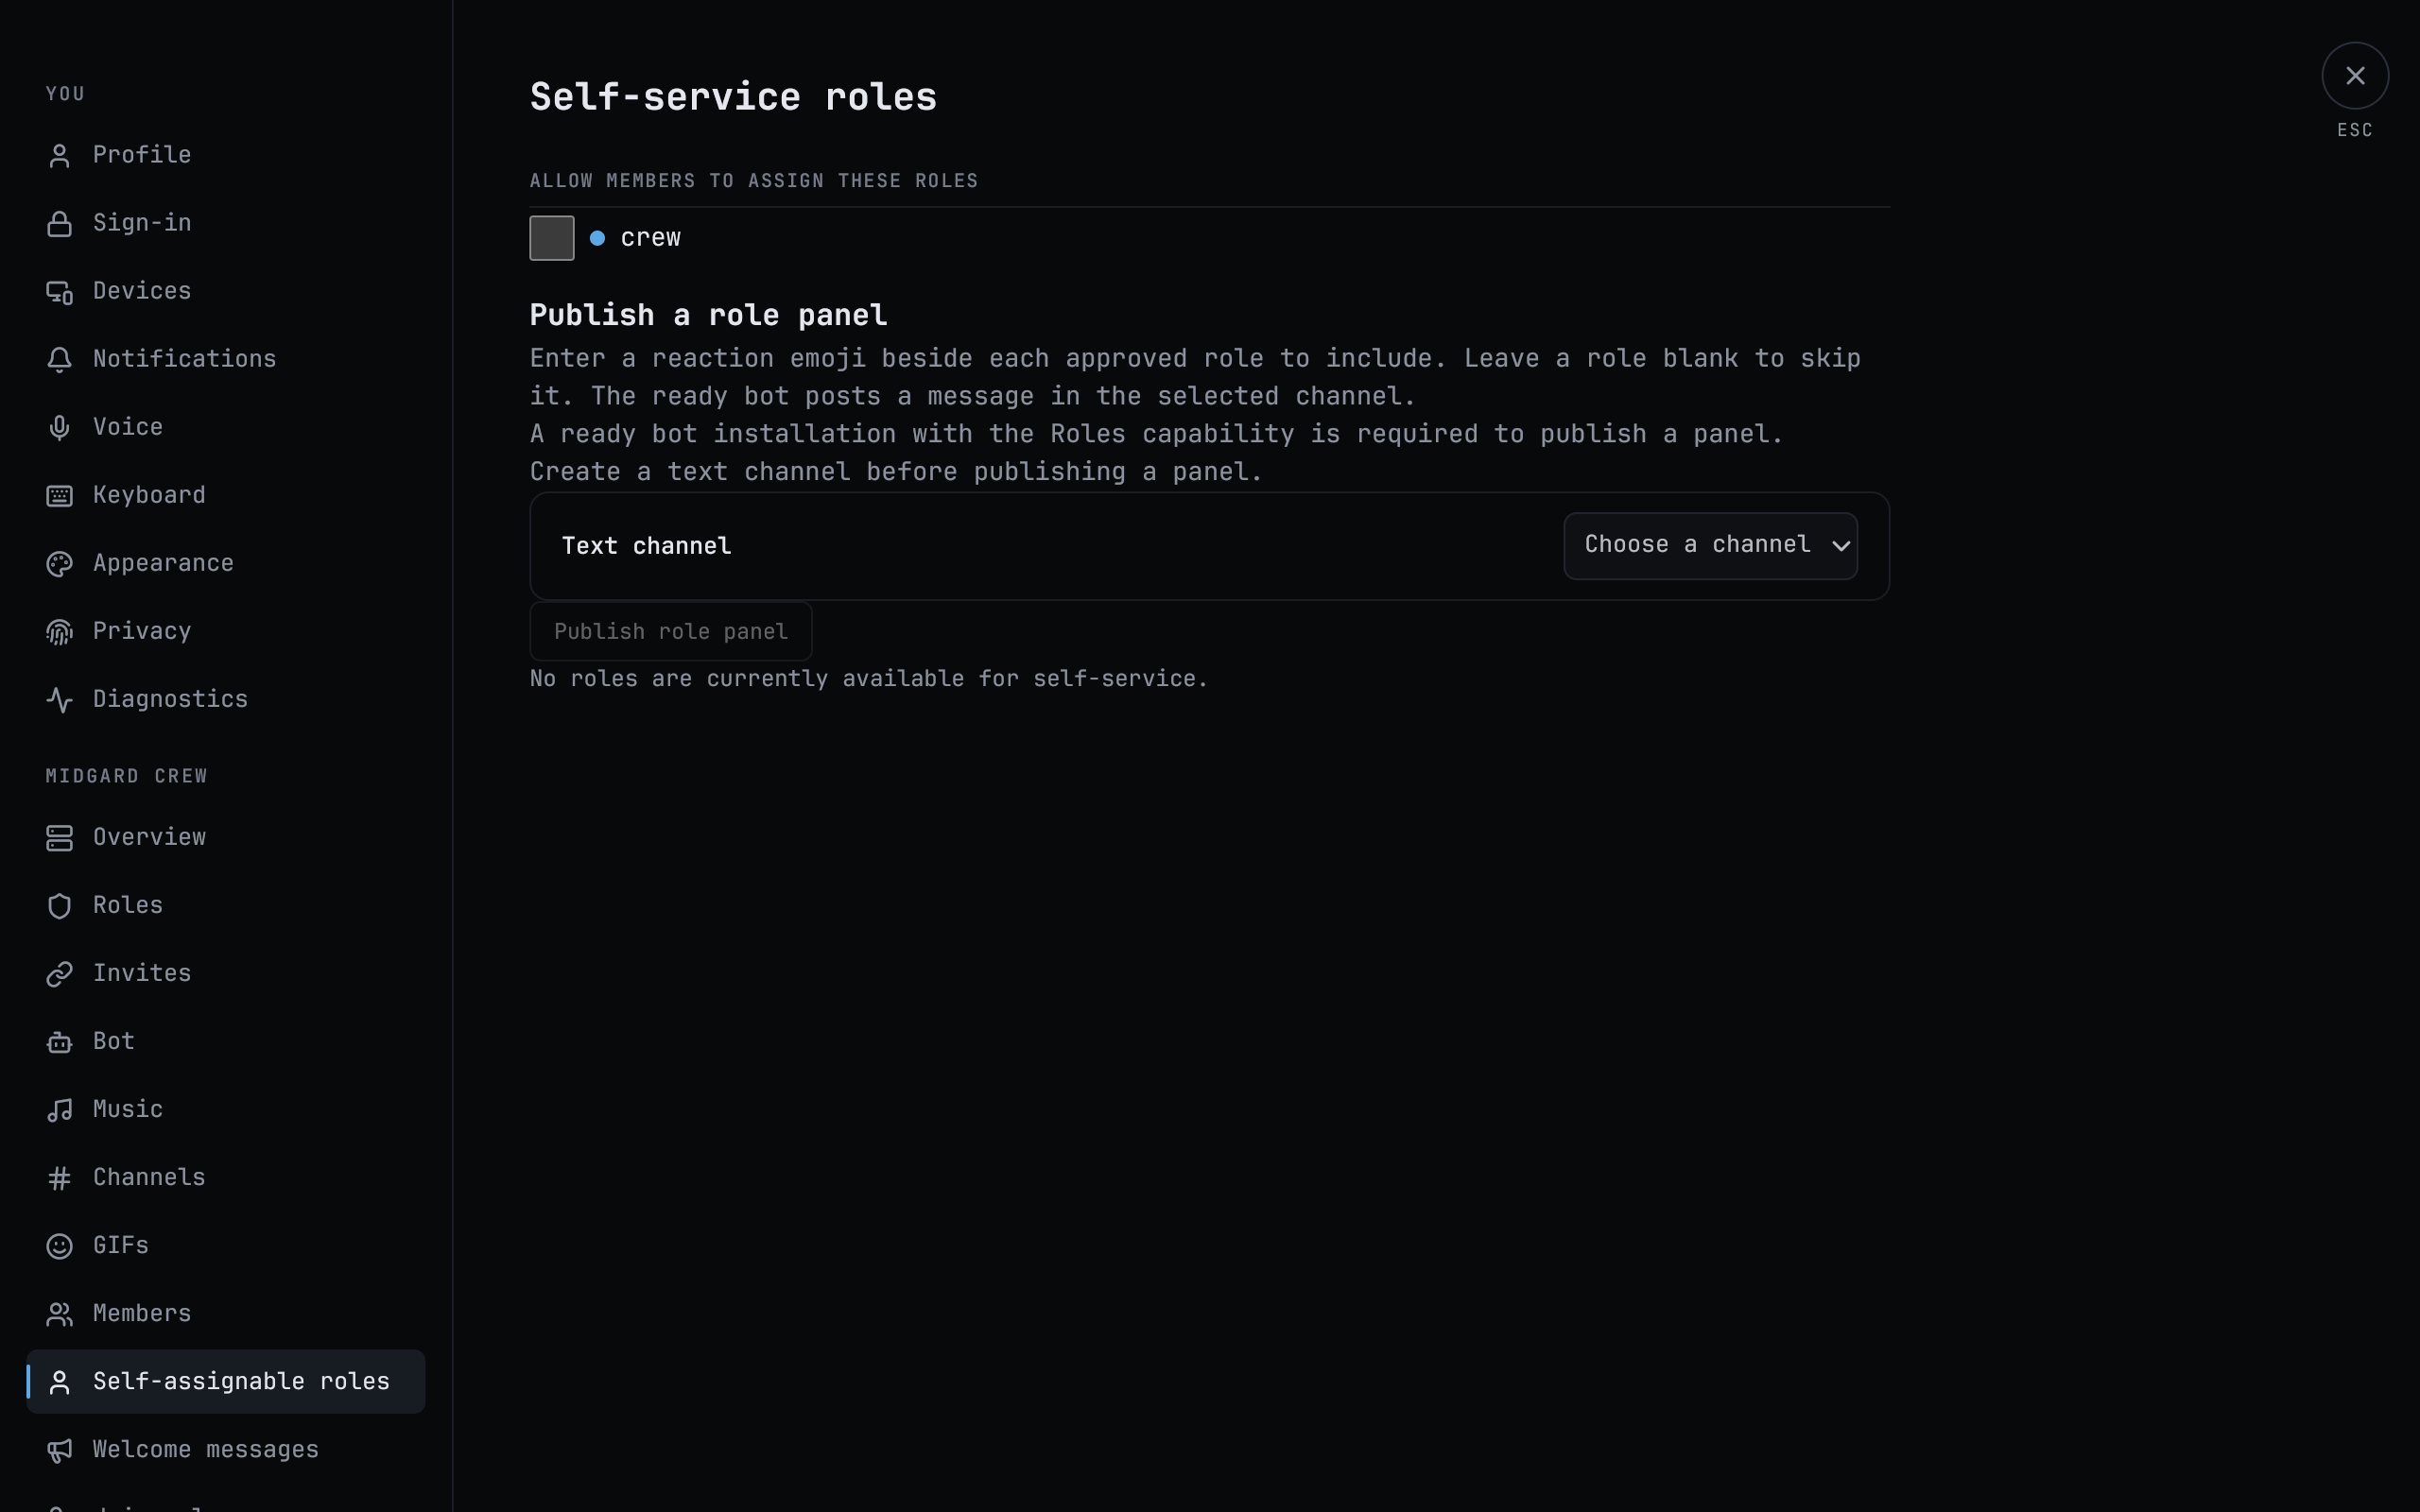 YOU
Profile
Sign-in
Devices
Notifications
Voice
Keyboard
Appearance
Privacy
Diagnostics
MIDGARD CREW
Overview
Roles
Invites
Bot
Music
Channels
GIFs
Members
Self-assignable roles
Welcome messages
Self-service roles
ALLOW MEMBERS TO ASSIGN THESE ROLES
crew
Publish a role panel
Enter a reaction emoji beside each approved role to include. Leave a role blank to skip
it. The ready bot posts a message in the selected channel.
A ready bot installation with the Roles capability is required to publish a panel.
Create a text channel before publishing a panel.
Text channel
Choose a channel
Publish role panel
No roles are currently available for self-service.
ESC